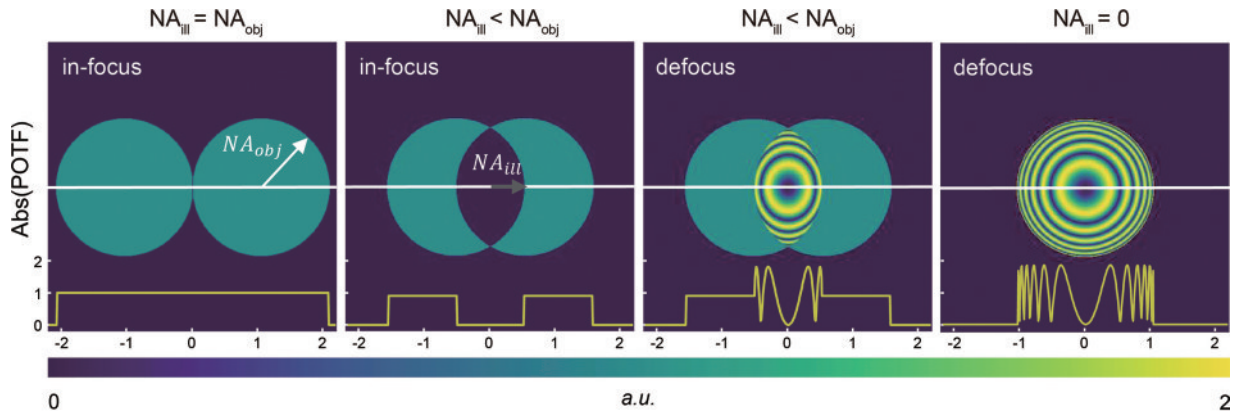 NAill = NAobj
NAill < NAobj
NAill < NAobj
NAill = 0
in-focus
in-focus
defocus
defocus
NAobj
NAill
Abs(POTF)
2
1
0
-2 -1 0 1 2
-2 -1 0 1 2
-2 -1 0 1 2
-2 -1 0 1 2
0 a.u. 2